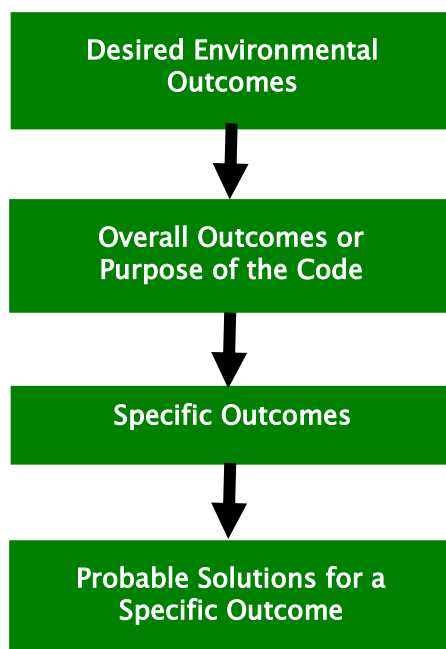 Desired Environmental
Outcomes
Overall Outcomes or
Purpose of the Code
Specific Outcomes
Probable Solutions for a
Specific Outcome